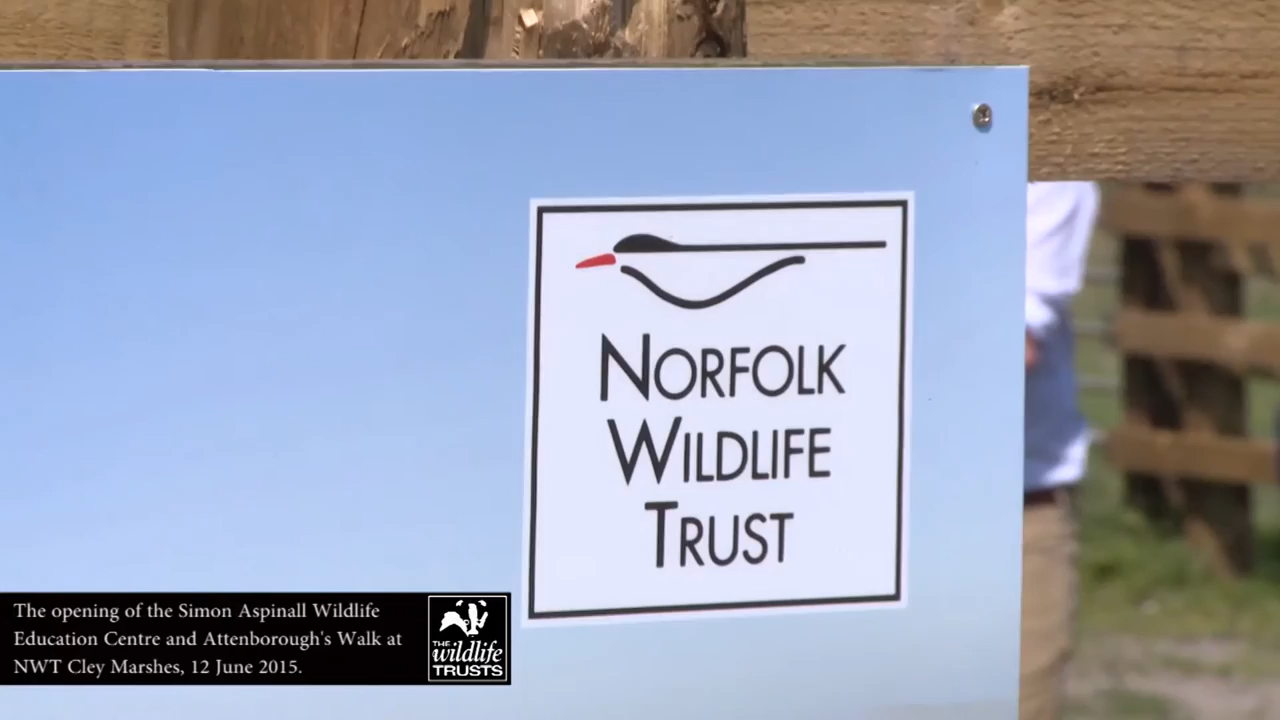 NORFOLK
WILDLIFE
TRUST
The opening of the Simon Aspinall Wildlife
Education Centre and Attenborough's Walk at
NWT Cley Marshes, 12 June 2015.
THE
wildlife
TRUSTS